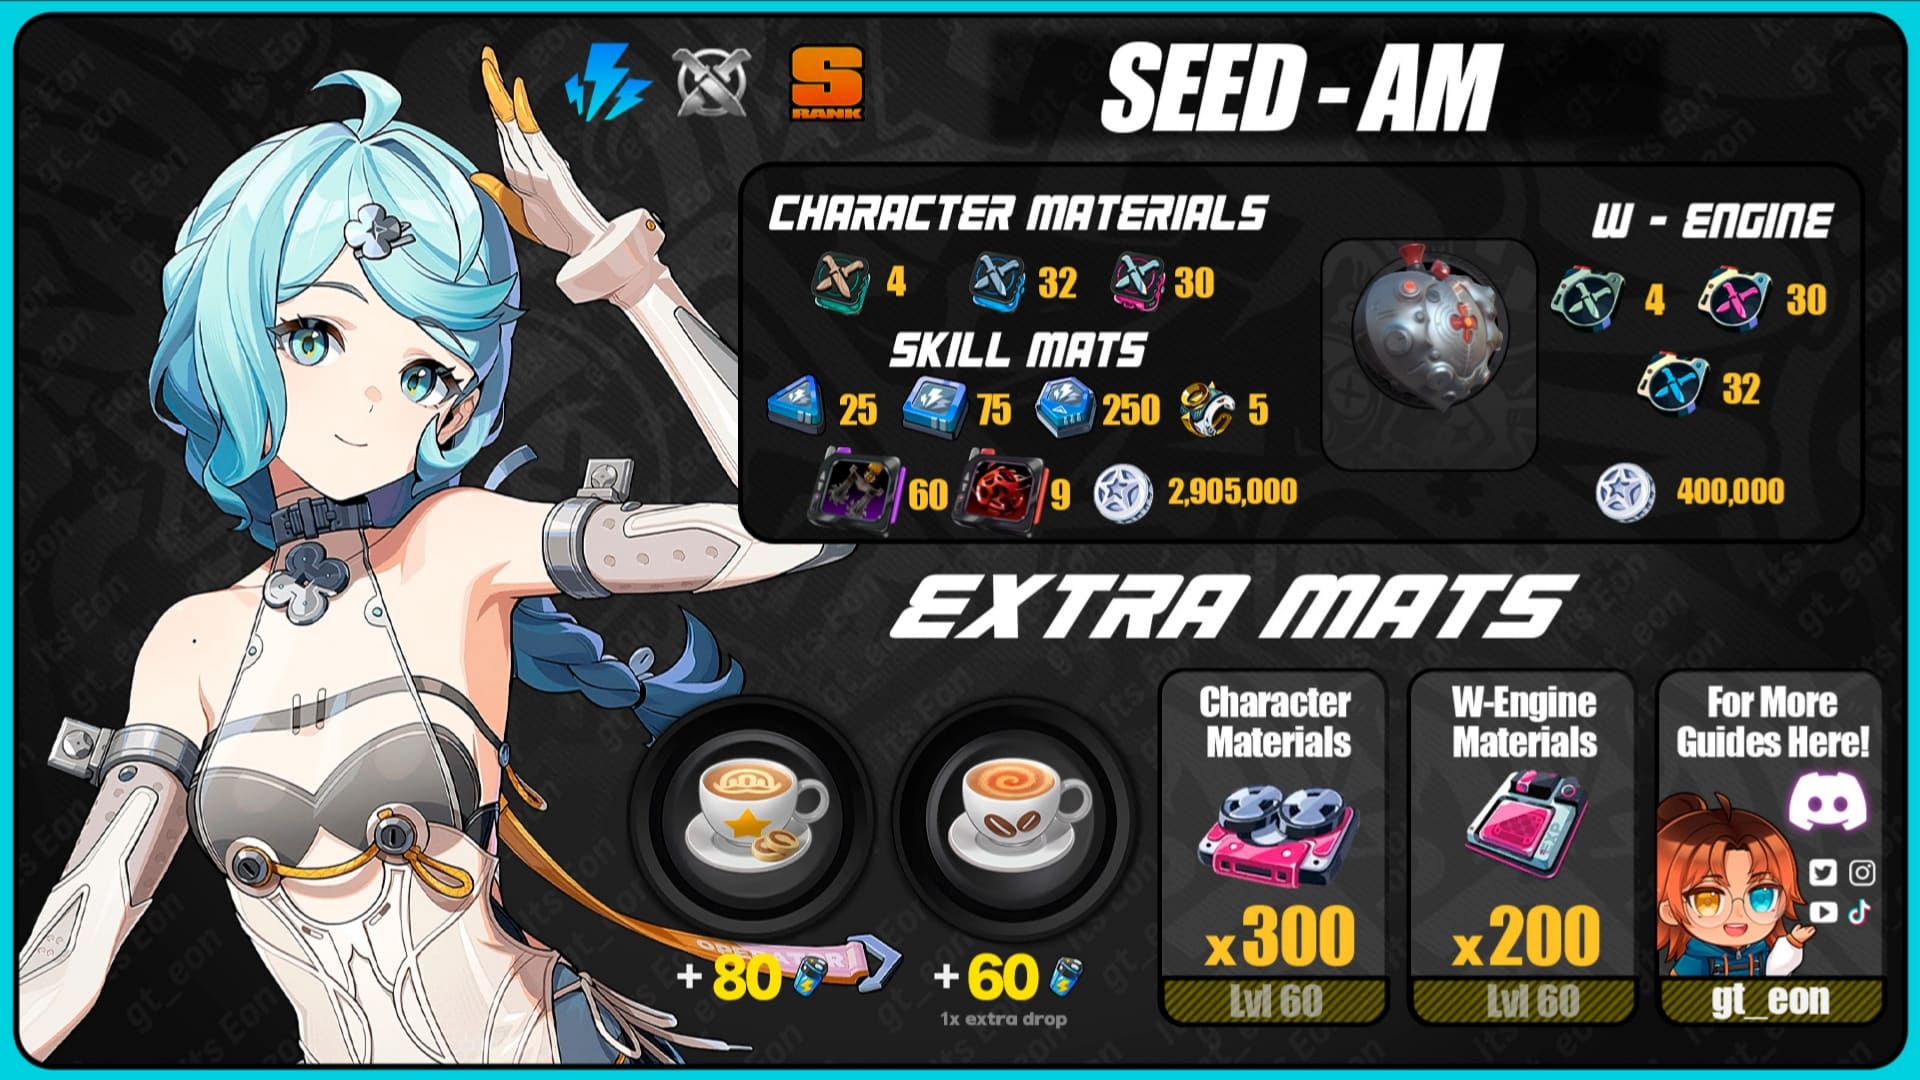 S
RANK
SEED - AM
CHARACTER MATERIALS
4
32
30
SKILL MATS
25
75
250
5
60
9
2,905,000
W - ENGINE
4
30
32
400,000
EXTRA MATS
+ 80
+ 60
1x extra drop
Character
Materials
x300
Lvl 60
W-Engine
Materials
x200
Lvl 60
For More
Guides Here!
gt_eon